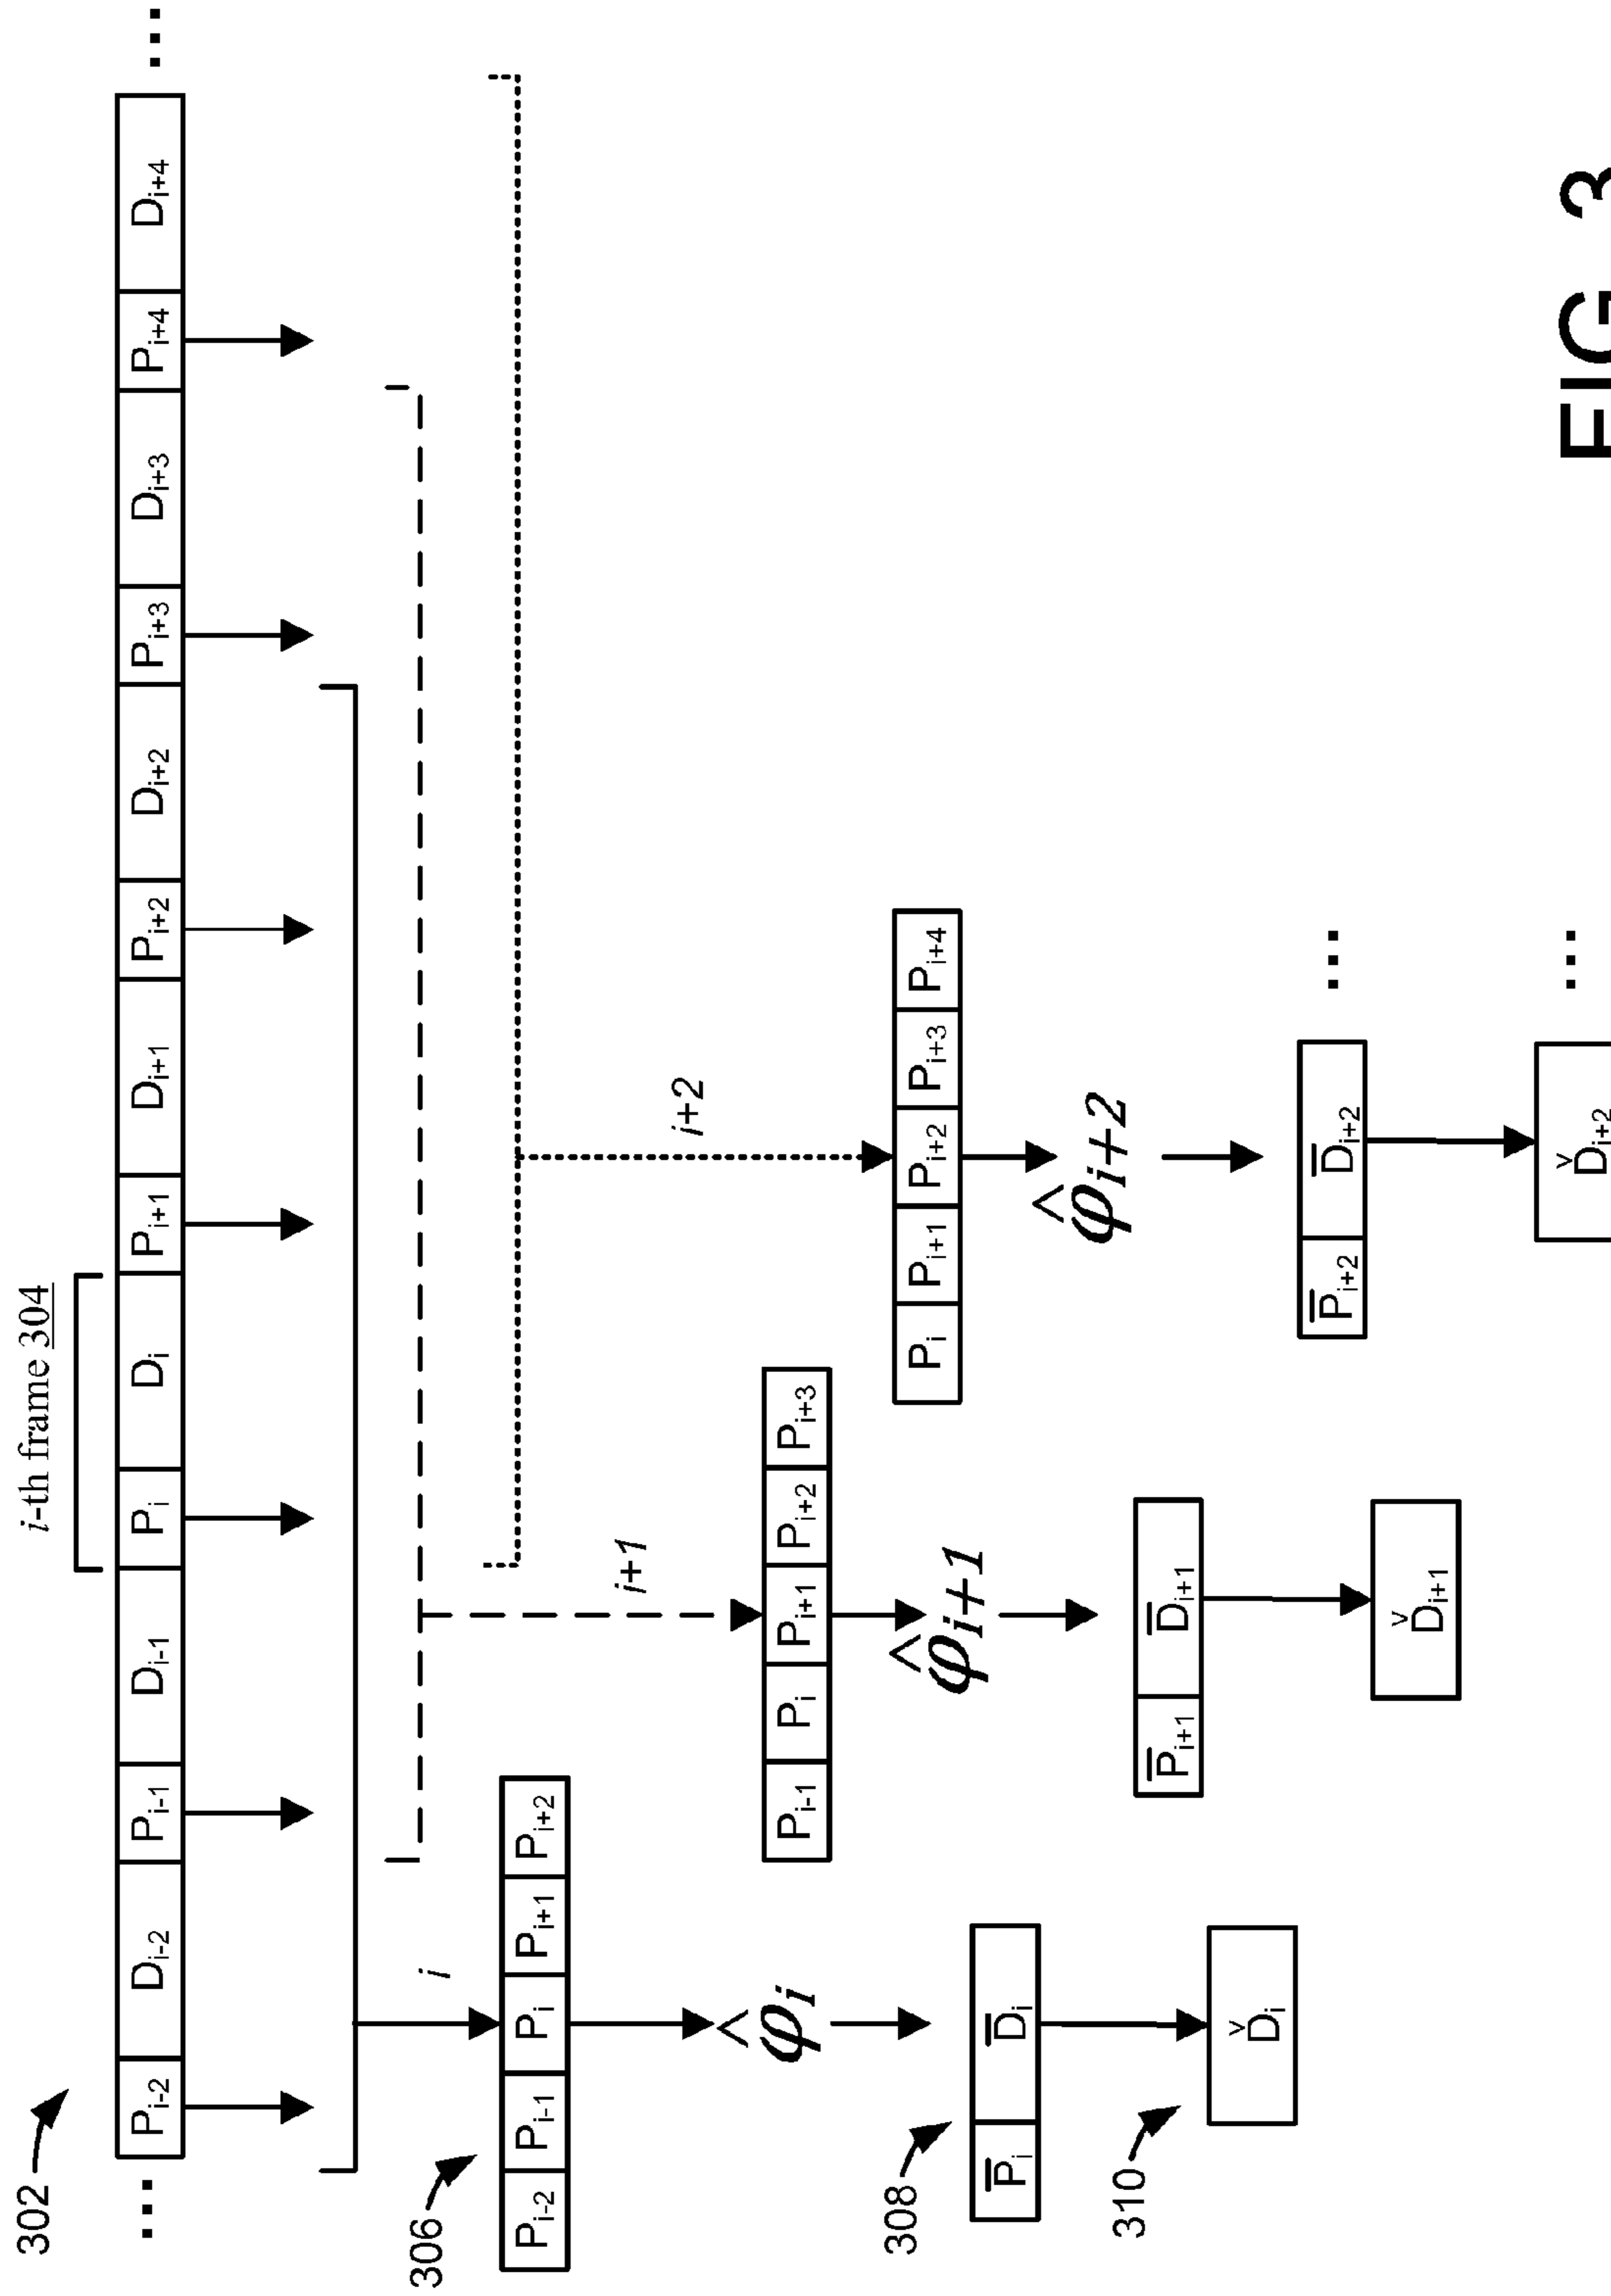 i-th frame 304
302
... P_{i-2} D_{i-2} P_{i-1} D_{i-1} P_i D_i P_{i+1} D_{i+1} P_{i+2} D_{i+2} P_{i+3} D_{i+3} P_{i+4} D_{i+4} ...
i
306
P_{i-2} P_{i-1} P_i P_{i+1} P_{i+2}
φ̂_i
308
P̅_i D̅_i
310
Ď_i
i+1
P_{i-1} P_i P_{i+1} P_{i+2} P_{i+3}
φ̂_{i+1}
P̅_{i+1} D̅_{i+1}
Ď_{i+1}
i+2
P_i P_{i+1} P_{i+2} P_{i+3} P_{i+4}
φ̂_{i+2}
P̅_{i+2} D̅_{i+2} ...
Ď_{i+2} ...
FIG. 3